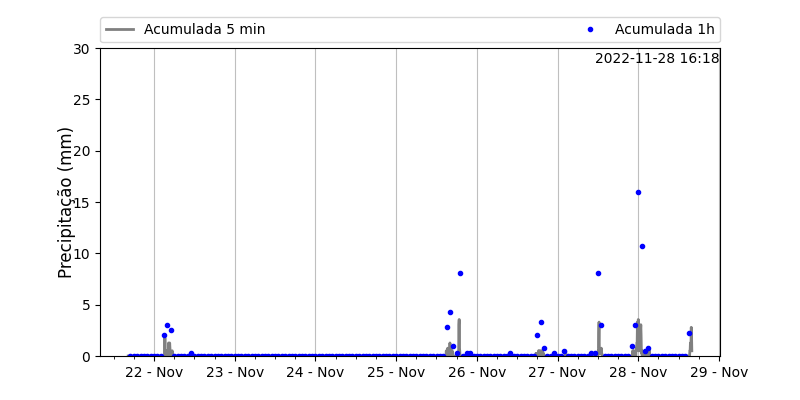 Acumulada 5 min
Acumulada 1h
2022-11-28 16:18
Precipitação (mm)
30
25
20
15
10
5
0
22 - Nov
23 - Nov
24 - Nov
25 - Nov
26 - Nov
27 - Nov
28 - Nov
29 - Nov